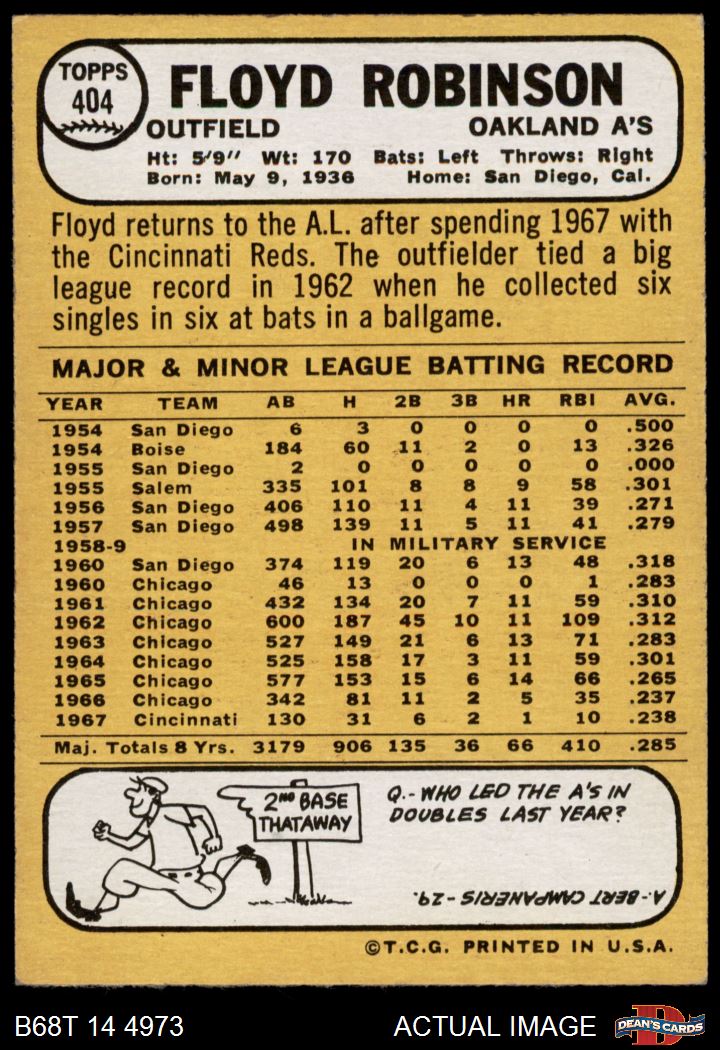 TOPPS
404
FLOYD ROBINSON
OUTFIELD OAKLAND A'S
Ht: 5'9" Wt: 170 Bats: Left Throws: Right
Born: May 9, 1936 Home: San Diego, Cal.
Floyd returns to the A.L. after spending 1967 with
the Cincinnati Reds. The outfielder tied a big
league record in 1962 when he collected six
singles in six at bats in a ballgame.
MAJOR & MINOR LEAGUE BATTING RECORD
YEAR TEAM AB H 2B 3B HR RBI AVG.
1954 San Diego 6 3 0 0 0 0 .500
1954 Boise 184 60 11 2 0 13 .326
1955 San Diego 2 0 0 0 0 0 .000
1955 Salem 335 101 8 8 9 58 .301
1956 San Diego 406 110 11 4 11 39 .271
1957 San Diego 498 139 11 5 11 41 .279
1958-9 IN MILITARY SERVICE
1960 San Diego 374 119 20 6 13 48 .318
1960 Chicago 46 13 0 0 0 1 .283
1961 Chicago 432 134 20 7 11 59 .310
1962 Chicago 600 187 45 10 11 109 .312
1963 Chicago 527 149 21 6 13 71 .283
1964 Chicago 525 158 17 3 11 59 .301
1965 Chicago 577 153 15 6 14 66 .265
1966 Chicago 342 81 11 2 5 35 .237
1967 Cincinnati 130 31 6 2 1 10 .238
Maj. Totals 8 Yrs. 3179 906 135 36 66 410 .285
2ND BASE
THATAWAY
Q.- WHO LED THE A'S IN
DOUBLES LAST YEAR?
A.- BERT CAMPANERIS - 29.
©T.C.G. PRINTED IN U.S.A.
B68T 14 4973 ACTUAL IMAGE
D
DEAN'S CARDS